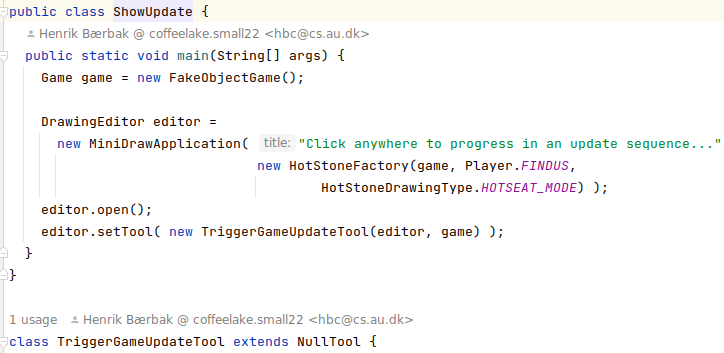 public class ShowUpdate {
Henrik Bærbak @ coffeelake.small22 <hbc@cs.au.dk>
public static void main(String[] args) {
Game game = new FakeObjectGame();
DrawingEditor editor =
new MiniDrawApplication( title: "Click anywhere to progress in an update sequence..."
new HotStoneFactory(game, Player.FINDUS,
HotStoneDrawingType.HOTSEAT_MODE) );
editor.open();
editor.setTool( new TriggerGameUpdateTool(editor, game) );
}
}
1 usage Henrik Bærbak @ coffeelake.small22 <hbc@cs.au.dk>
class TriggerGameUpdateTool extends NullTool {